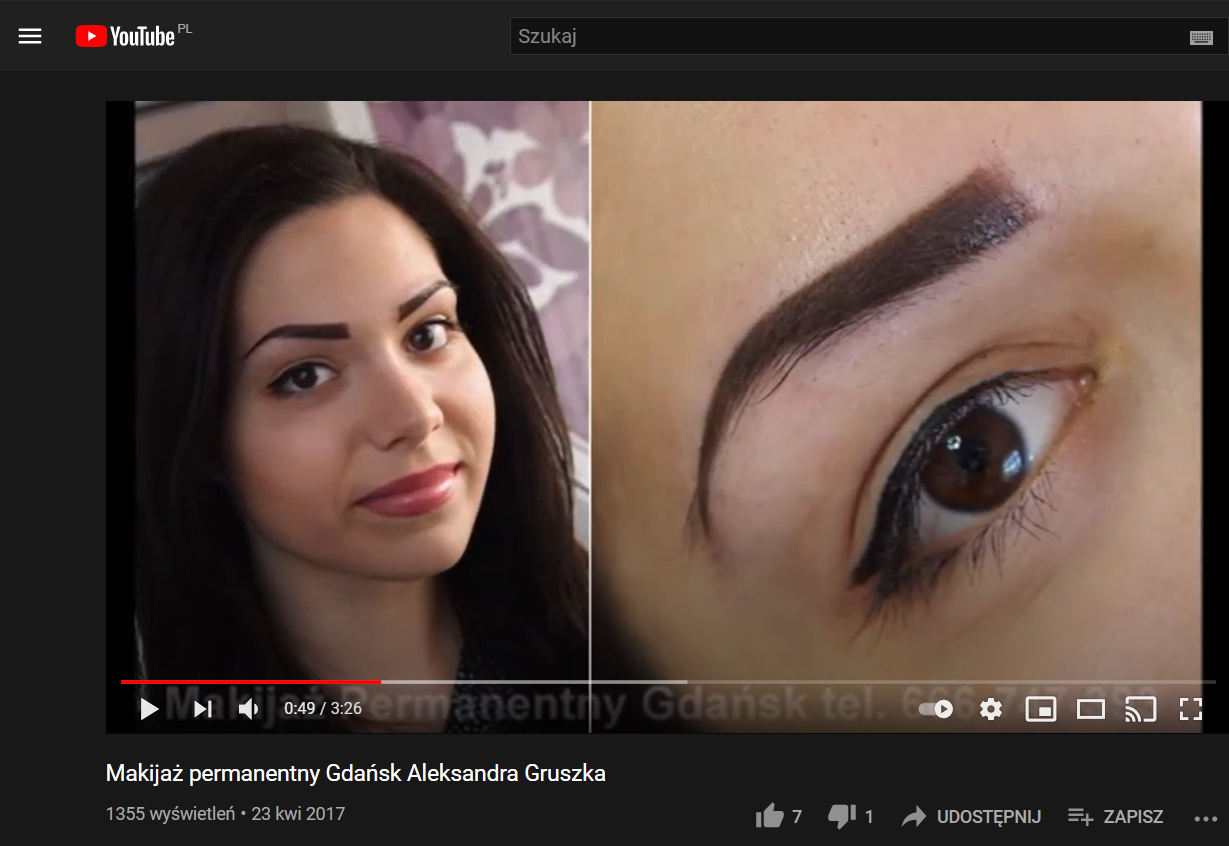 YouTube PL
Szukaj
Makijaż Permanentny Gdańsk tel.
0:49 / 3:26
Makijaż permanentny Gdańsk Aleksandra Gruszka
1355 wyświetleń • 23 kwi 2017
7 1 UDOSTĘPNIJ ZAPISZ